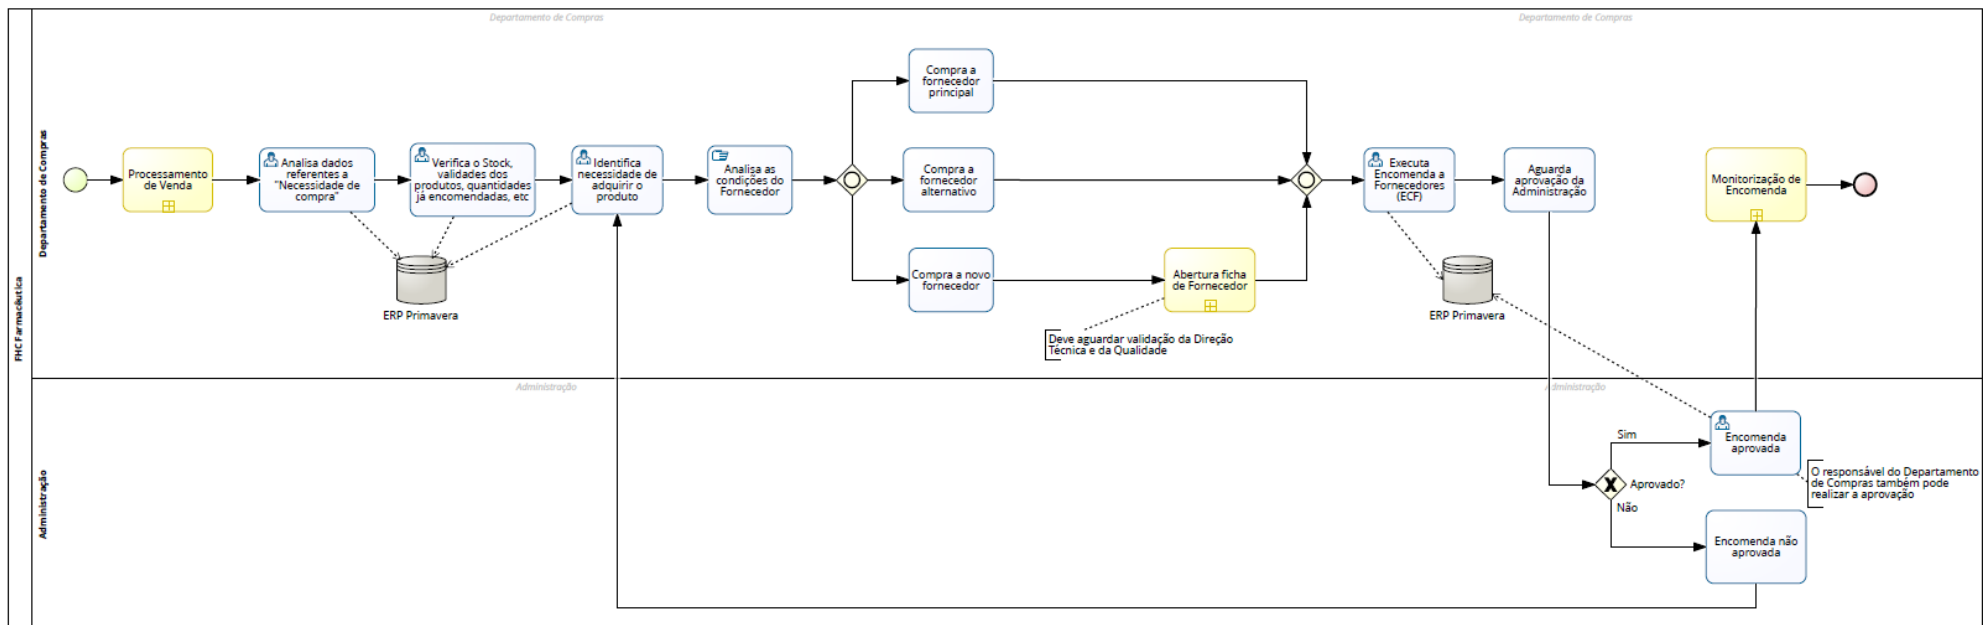 Departamento de Compras
Departamento de Compras
FHC Farmacêutica
Departamento de Compras
Processamento
de Venda
Analisa dados
referentes a
"Necessidade de
compra"
Verifica o Stock,
validades dos
produtos, quantidades
já encomendadas, etc
Identifica
necessidade de
adquirir o
produto
Analisa as
condições do
Fornecedor
Compra a
fornecedor
principal
Compra a
fornecedor
alternativo
Compra a novo
fornecedor
Abertura ficha
de Fornecedor
Deve aguardar validação da Direção
Técnica e da Qualidade
Executa
Encomenda a
Fornecedores
(ECF)
Aguarda
aprovação da
Administração
Monitorização de
Encomenda
ERP Primavera
ERP Primavera
Administração
Administração
Administração
Aprovado?
Sim
Não
Encomenda
aprovada
O responsável do Departamento
de Compras também pode
realizar a aprovação
Encomenda não
aprovada